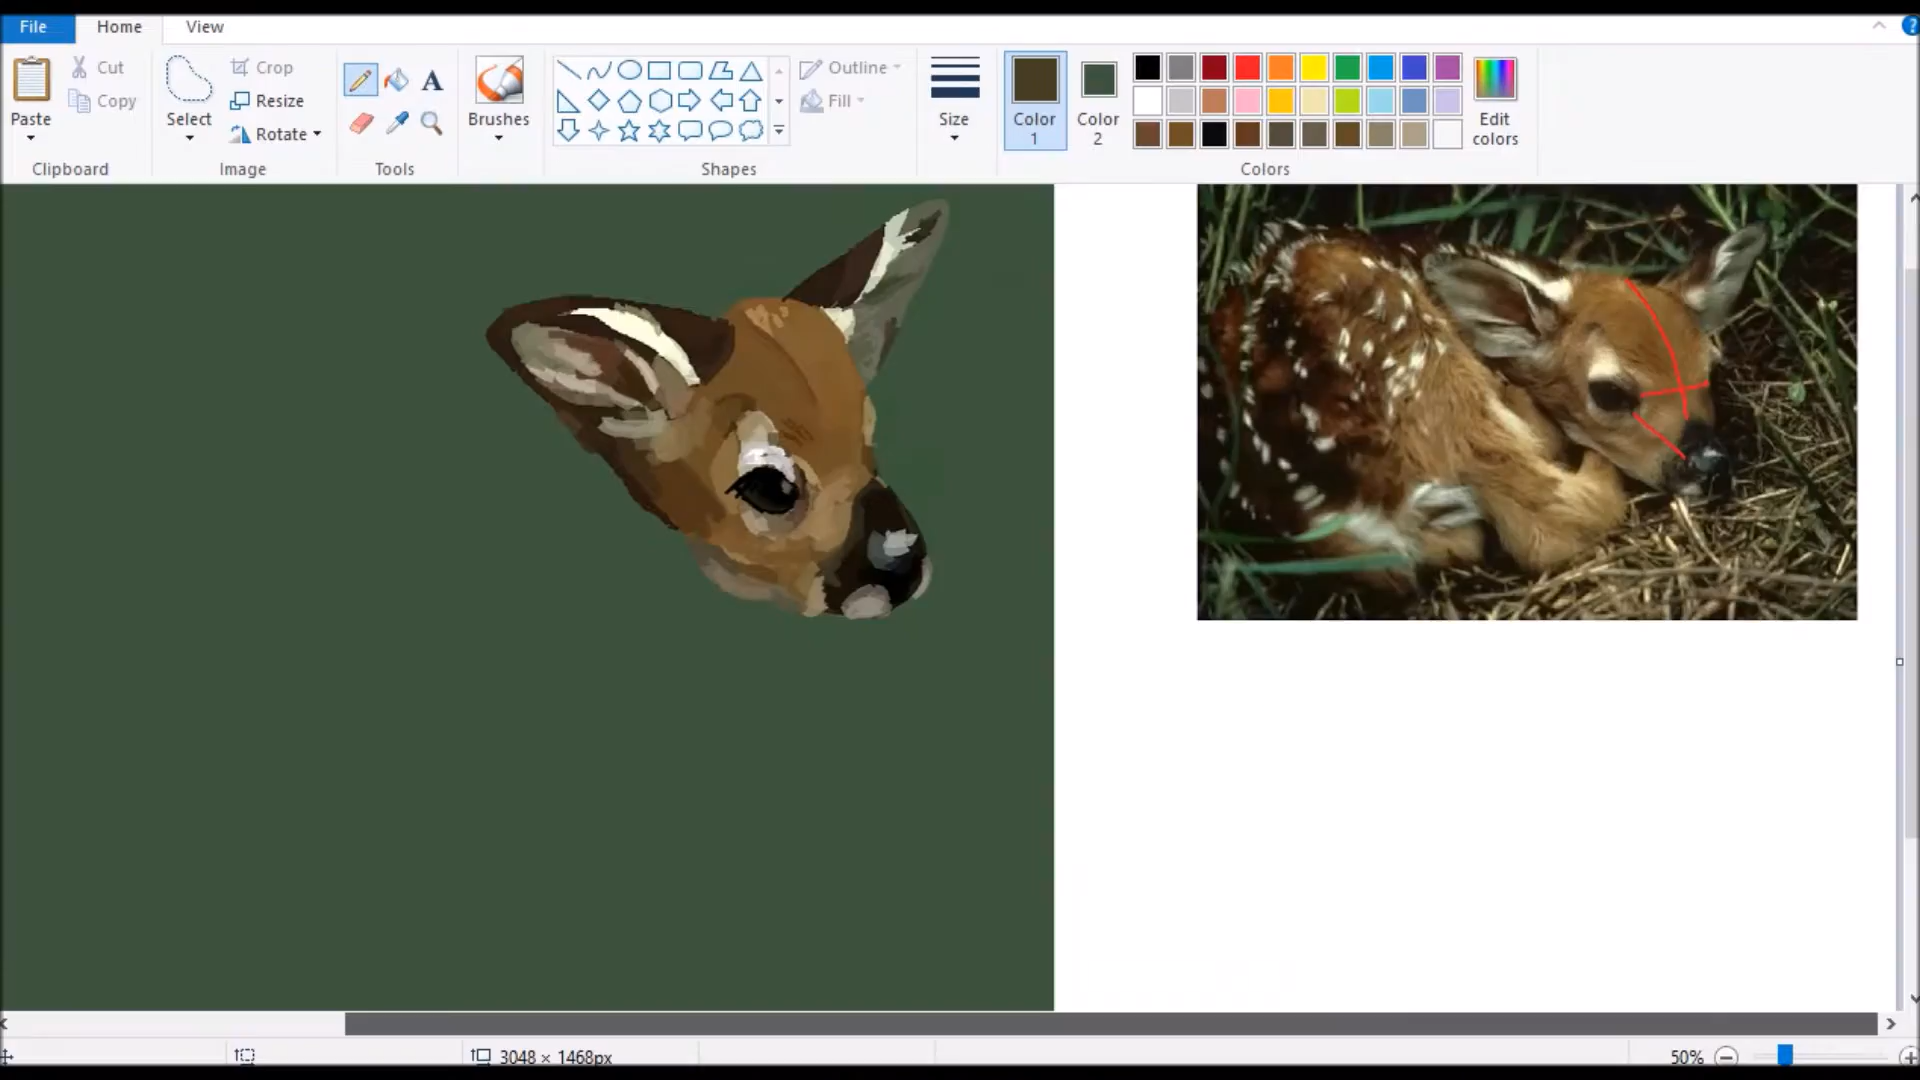 File Home View
Paste
Cut
Copy
Clipboard
Select
Crop
Resize
Rotate
Image
Tools
Brushes
Outline
Fill
Shapes
Size
Color 1
Color 2
Edit colors
Colors
3048 × 1468px
50%